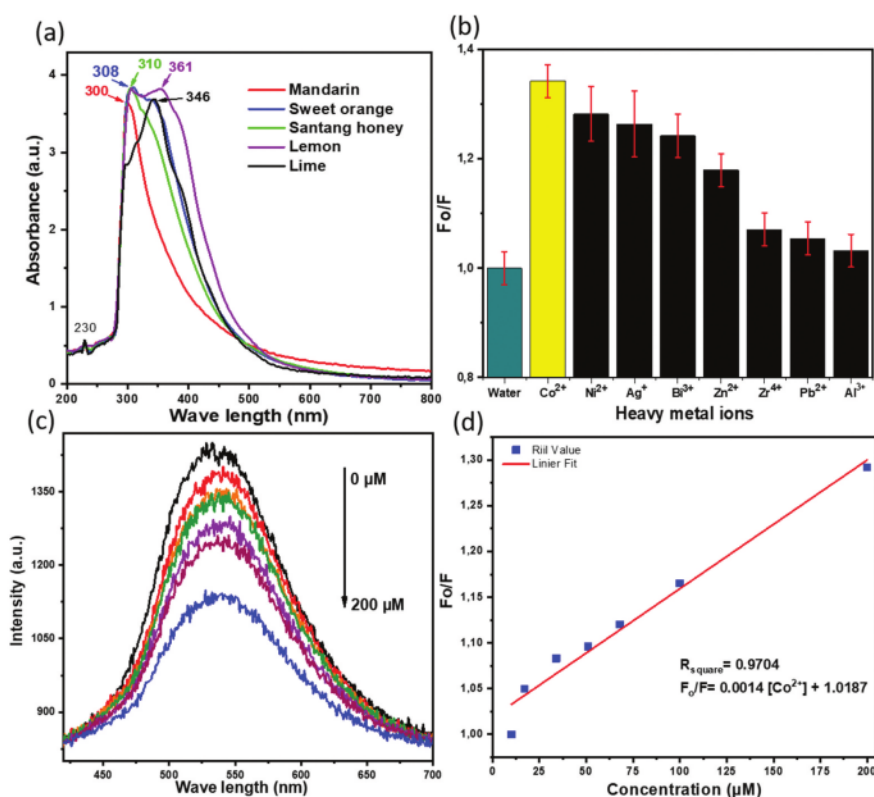 (a)
308
310
361
300
346
Mandarin
Sweet orange
Santang honey
Lemon
Lime
230
Absorbance (a.u.)
4
3
2
1
0
200 300 400 500 600 700 800
Wave length (nm)
(b)
Fo/F
1,4
1,2
1,0
0,8
Water Co2+ Ni2+ Ag+ Bi3+ Zn2+ Zr4+ Pb2+ Al3+
Heavy metal ions
(c)
Intensity (a.u.)
1350
1200
1050
900
0 µM
200 µM
450 500 550 600 650 700
Wave length (nm)
(d)
Riil Value
Linier Fit
Fo/F
1,30
1,25
1,20
1,15
1,10
1,05
1,00
Rsquare= 0.9704
Fo/F= 0.0014 [Co2+] + 1.0187
0 25 50 75 100 125 150 175 200
Concentration (µM)